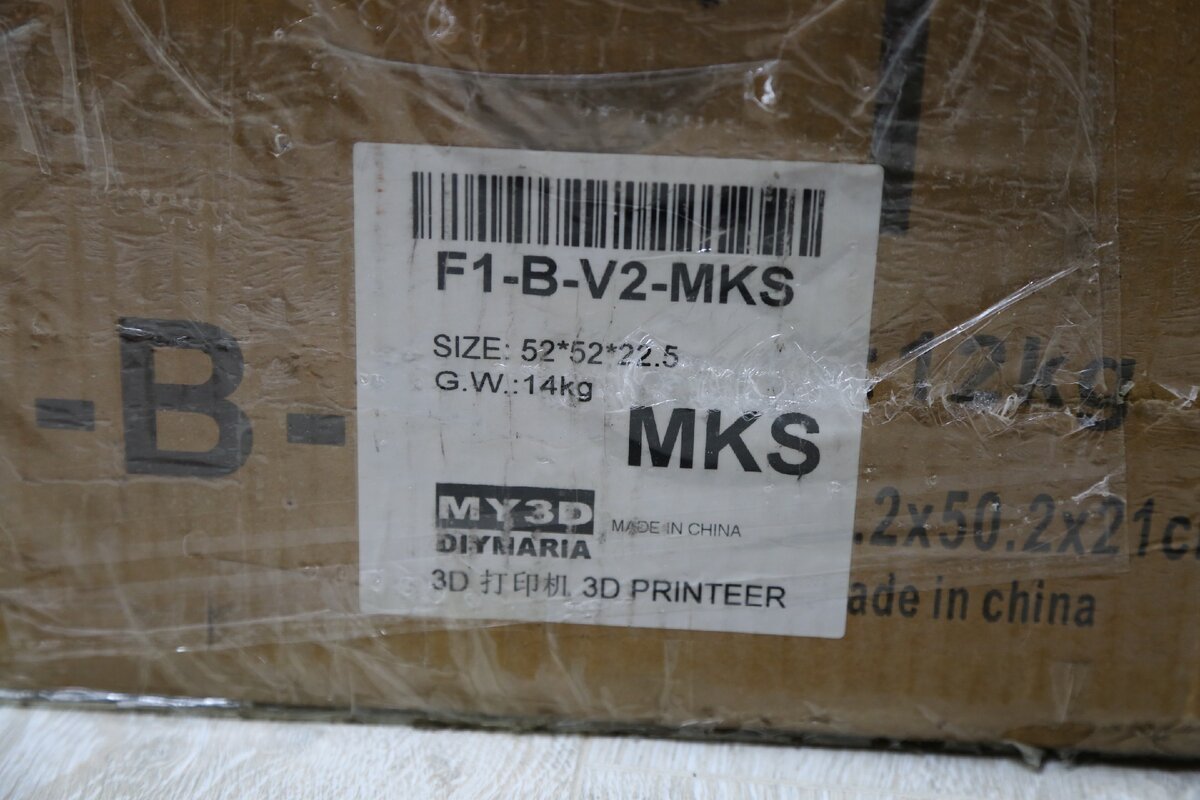 F1-B-V2-MKS
SIZE: 52*52*22.5
G.W.:14kg
MKS
MY3D
DIYMARIA
MADE IN CHINA
3D 打印机 3D PRINTEER
-B-
:12kg
.2x50.2x21c
ade in china